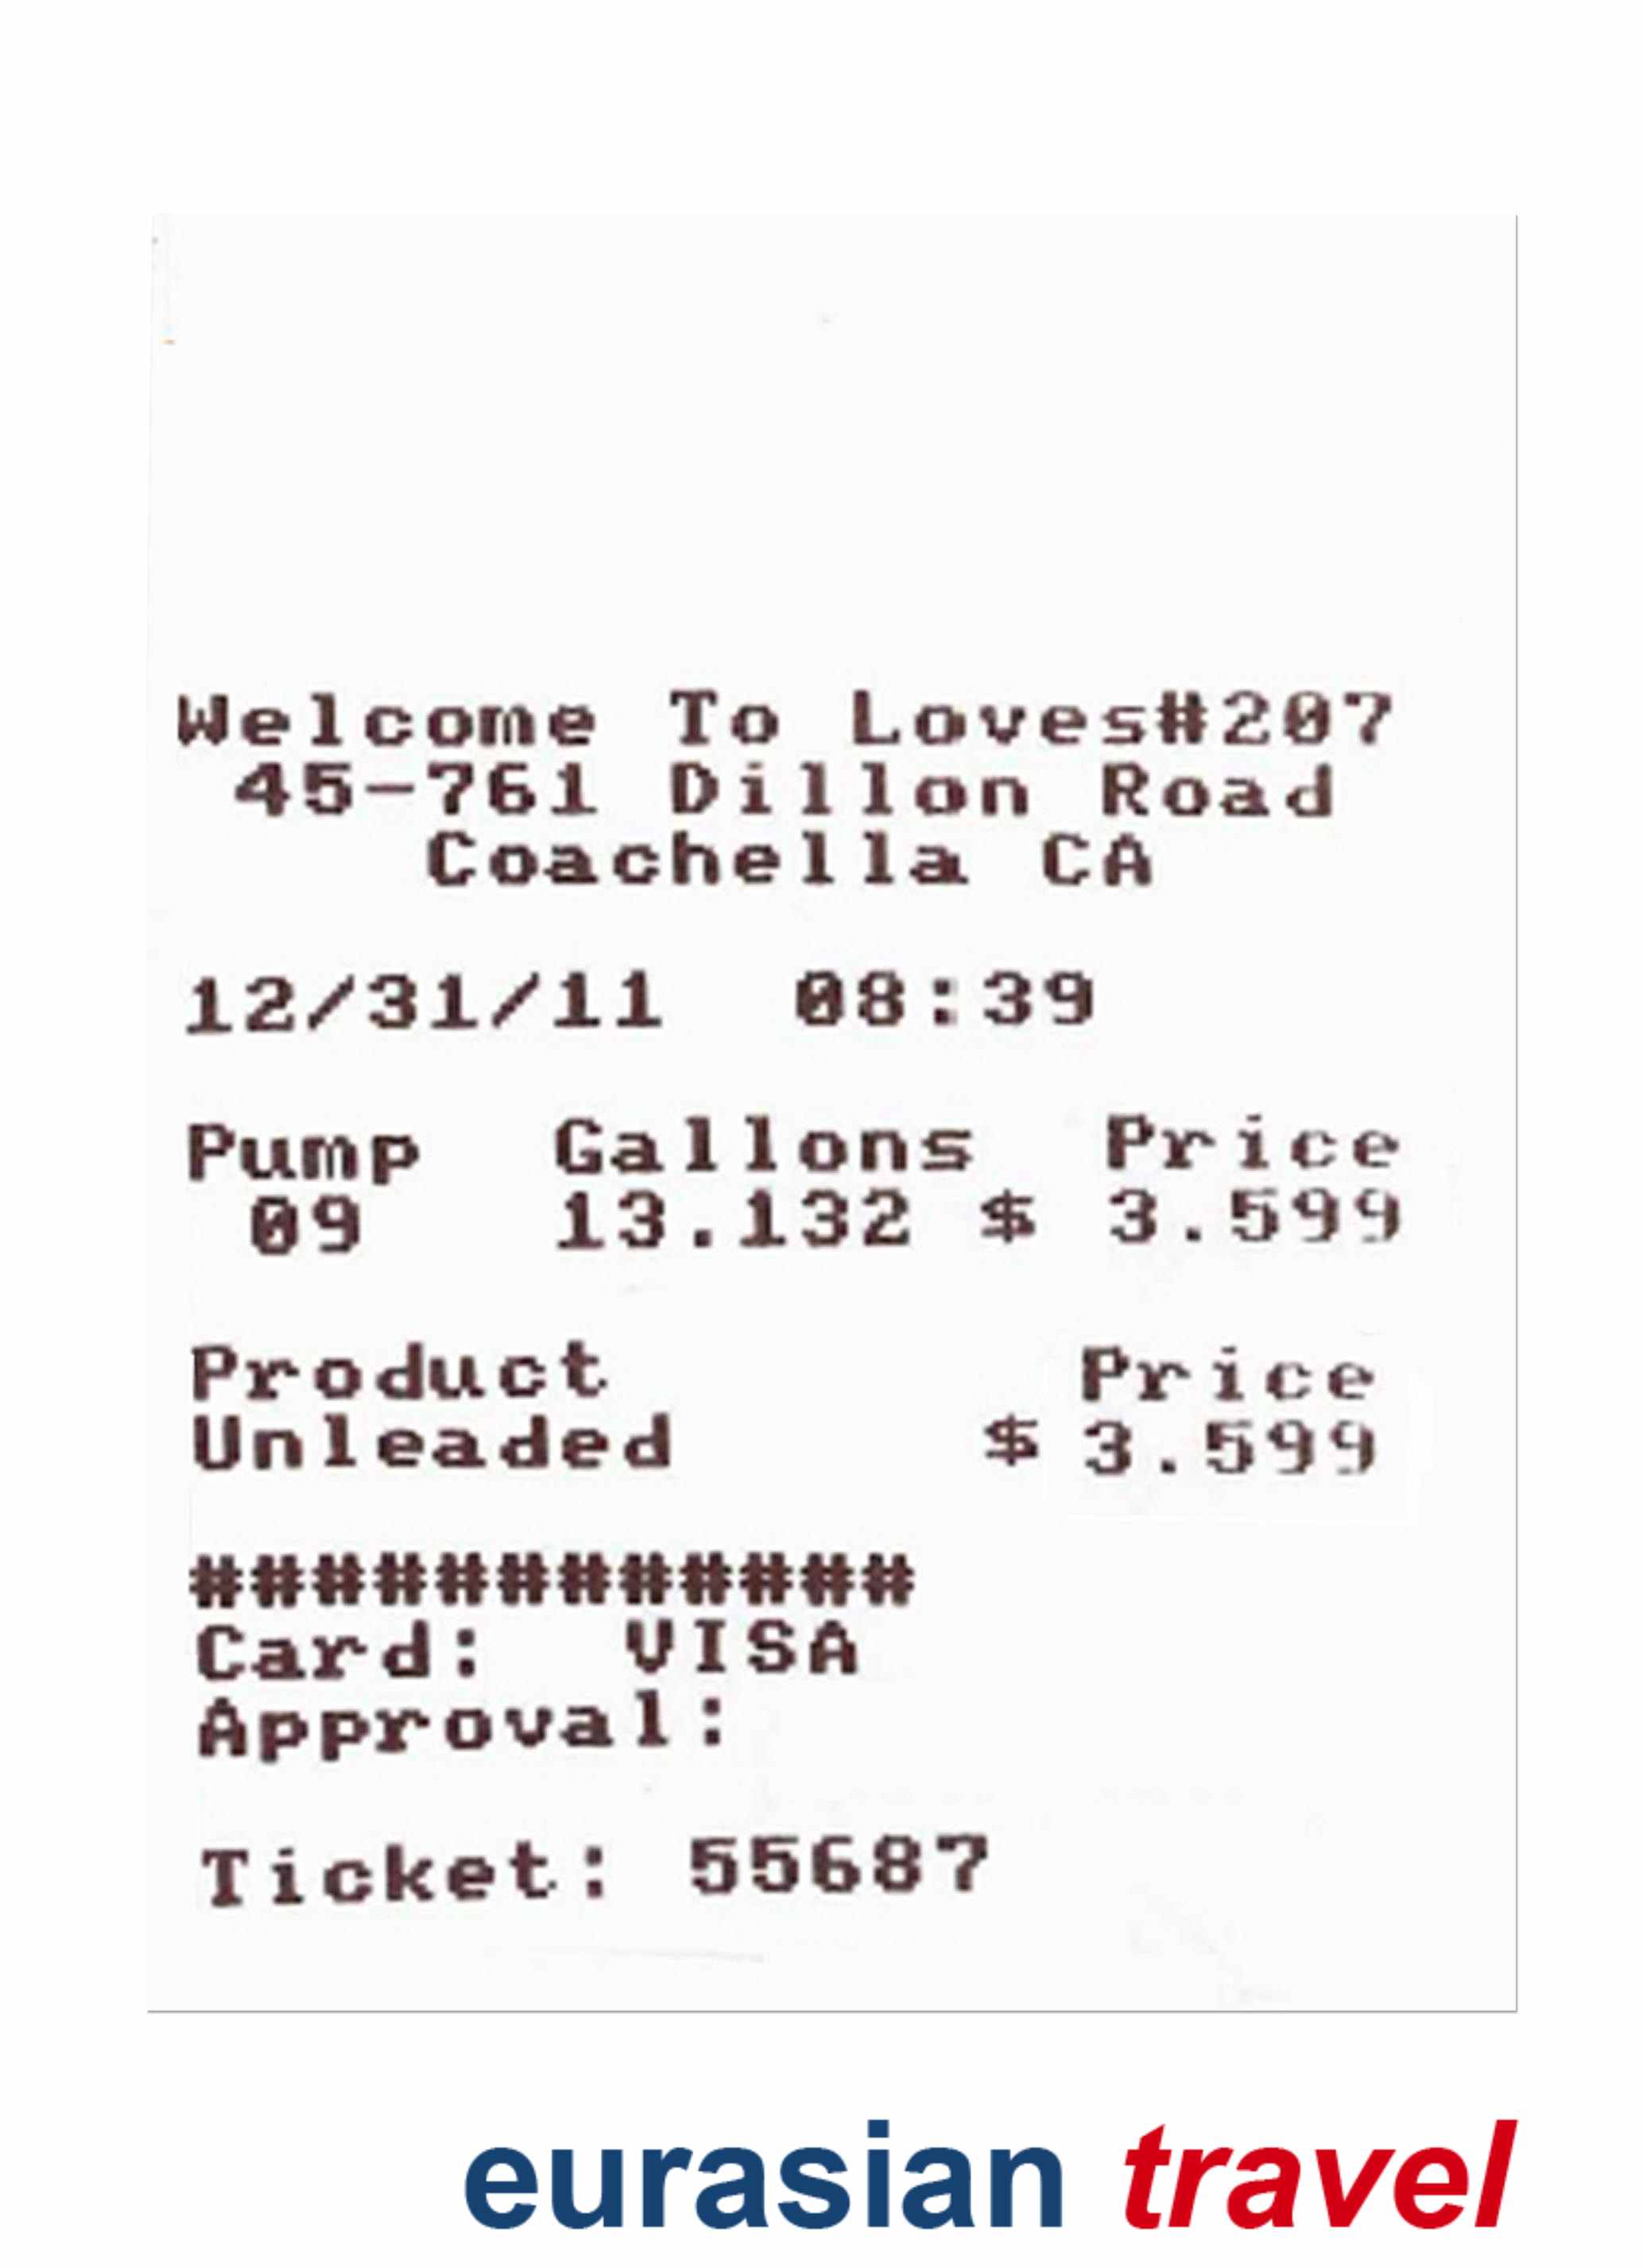 Welcome To Loves#207
45-761 Dillon Road
Coachella CA
12/31/11 08:39
Pump Gallons Price
09 13.132 $ 3.599
Product Price
Unleaded $ 3.599
############
Card: VISA
Approval:
Ticket: 55687
eurasian travel